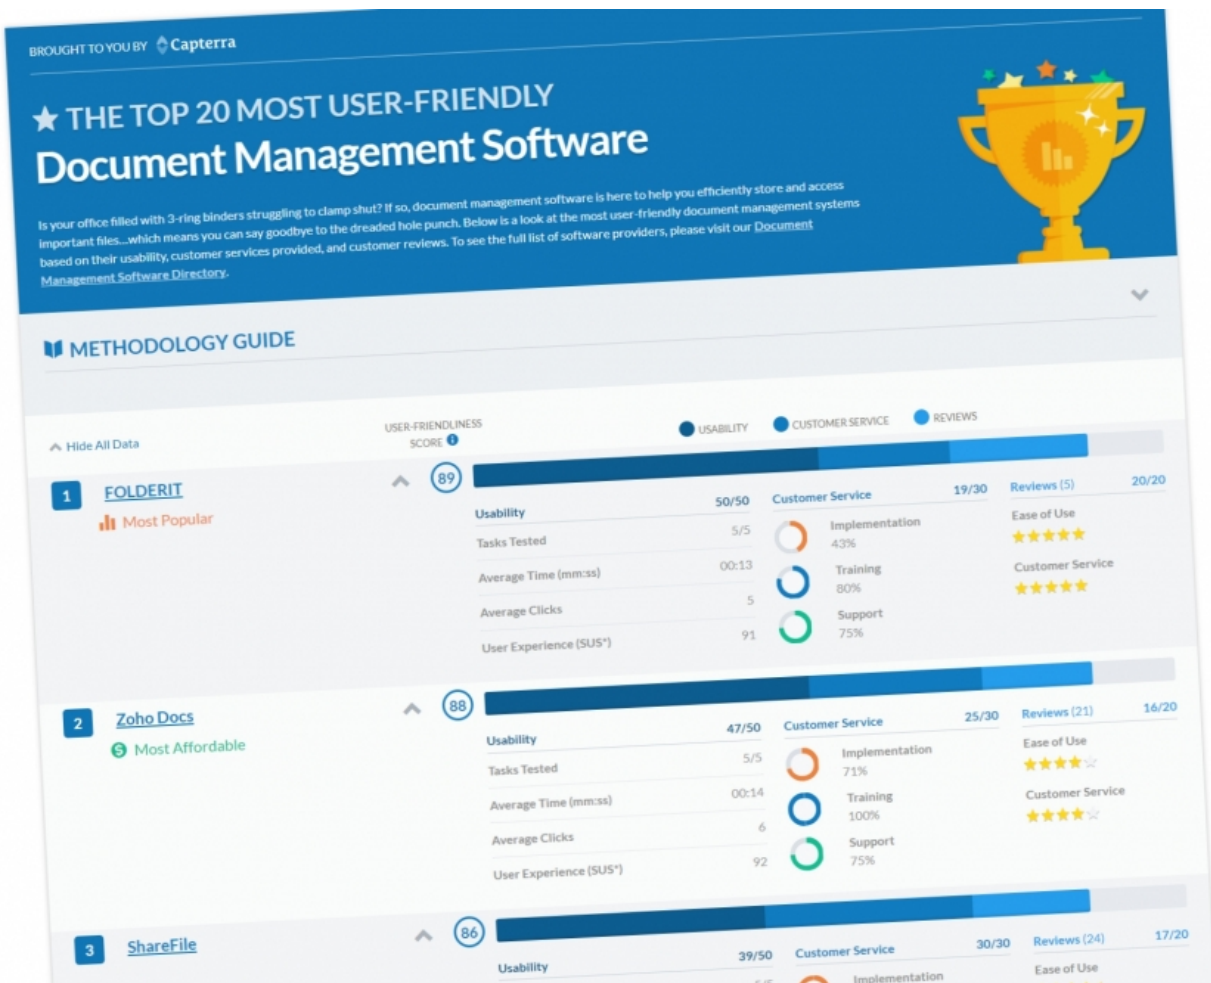 BROUGHT TO YOU BY Capterra
THE TOP 20 MOST USER-FRIENDLY
Document Management Software
Is your office filled with 3-ring binders struggling to clamp shut? If so, document management software is here to help you efficiently store and access
important files...which means you can say goodbye to the dreaded hole punch. Below is a look at the most user-friendly document management systems
based on their usability, customer services provided, and customer reviews. To see the full list of software providers, please visit our Document
Management Software Directory.
METHODOLOGY GUIDE
Hide All Data
USER-FRIENDLINESS
SCORE
USABILITY CUSTOMER SERVICE REVIEWS
1 FOLDERIT
Most Popular
89
Usability 50/50
Tasks Tested 5/5
Average Time (mm:ss) 00:13
Average Clicks 5
User Experience (SUS*) 91
Customer Service 19/30
Implementation
43%
Training
80%
Support
75%
Reviews (5) 20/20
Ease of Use
Customer Service
2 Zoho Docs
Most Affordable
88
Usability 47/50
Tasks Tested 5/5
Average Time (mm:ss) 00:14
Average Clicks 6
User Experience (SUS*) 92
Customer Service 25/30
Implementation
71%
Training
100%
Support
75%
Reviews (21) 16/20
Ease of Use
Customer Service
3 ShareFile
86
Usability 39/50
5/5
Customer Service 30/30
Implementation
Reviews (24) 17/20
Ease of Use